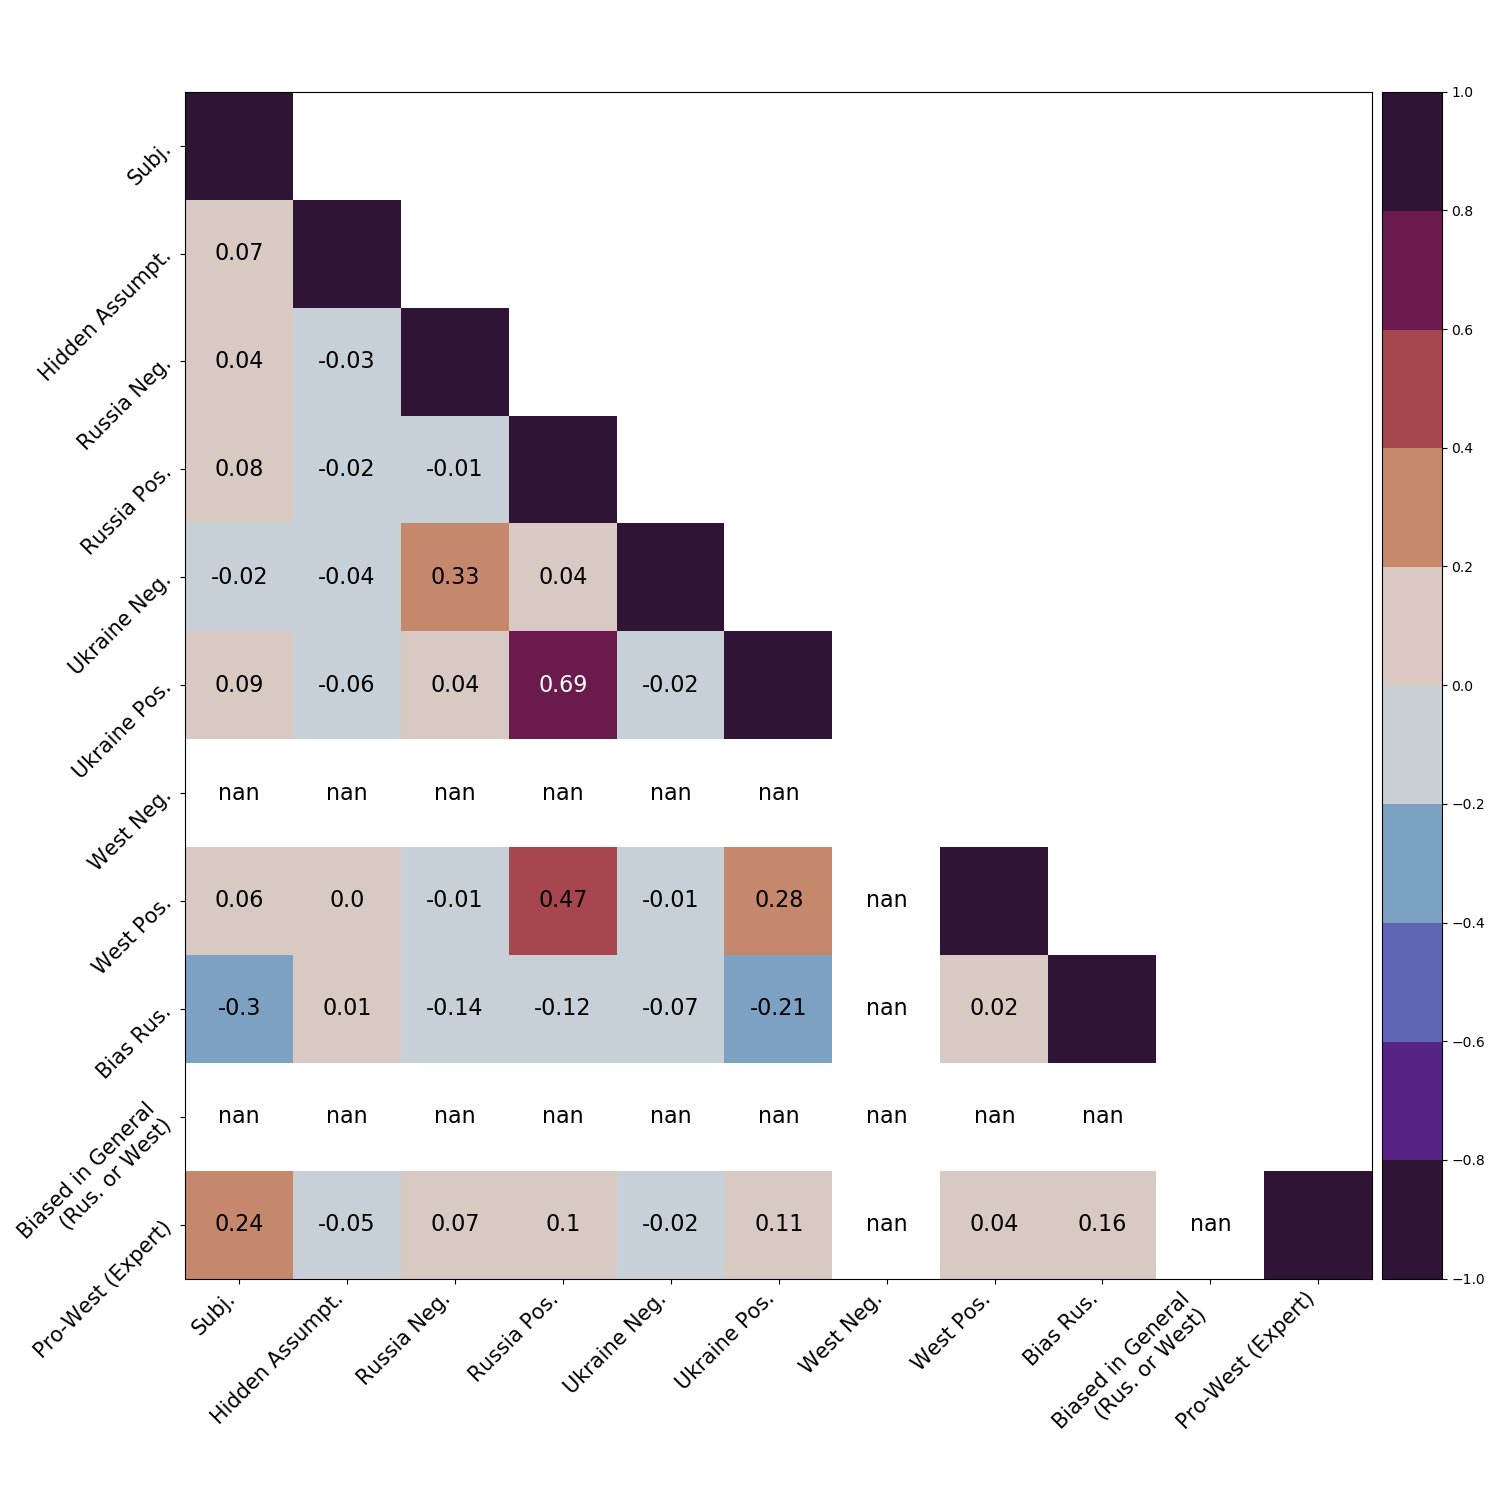 1.0
Subj.
0.8
Hidden Assumpt.
0.07
Russia Neg.
0.04 -0.03
0.6
Russia Pos.
0.08 -0.02 -0.01
0.4
Ukraine Neg.
-0.02 -0.04 0.33 0.04
0.2
Ukraine Pos.
0.09 -0.06 0.04 0.69 -0.02
0.0
West Neg.
nan nan nan nan nan nan
−0.2
West Pos.
0.06 0.0 -0.01 0.47 -0.01 0.28 nan
−0.4
Bias Rus.
-0.3 0.01 -0.14 -0.12 -0.07 -0.21 nan 0.02
−0.6
Biased in General
(Rus. or West)
nan nan nan nan nan nan nan nan nan
−0.8
Pro-West (Expert)
0.24 -0.05 0.07 0.1 -0.02 0.11 nan 0.04 0.16 nan
−1.0
Subj.
Hidden Assumpt.
Russia Neg.
Russia Pos.
Ukraine Neg.
Ukraine Pos.
West Neg.
West Pos.
Bias Rus.
Biased in General
(Rus. or West)
Pro-West (Expert)